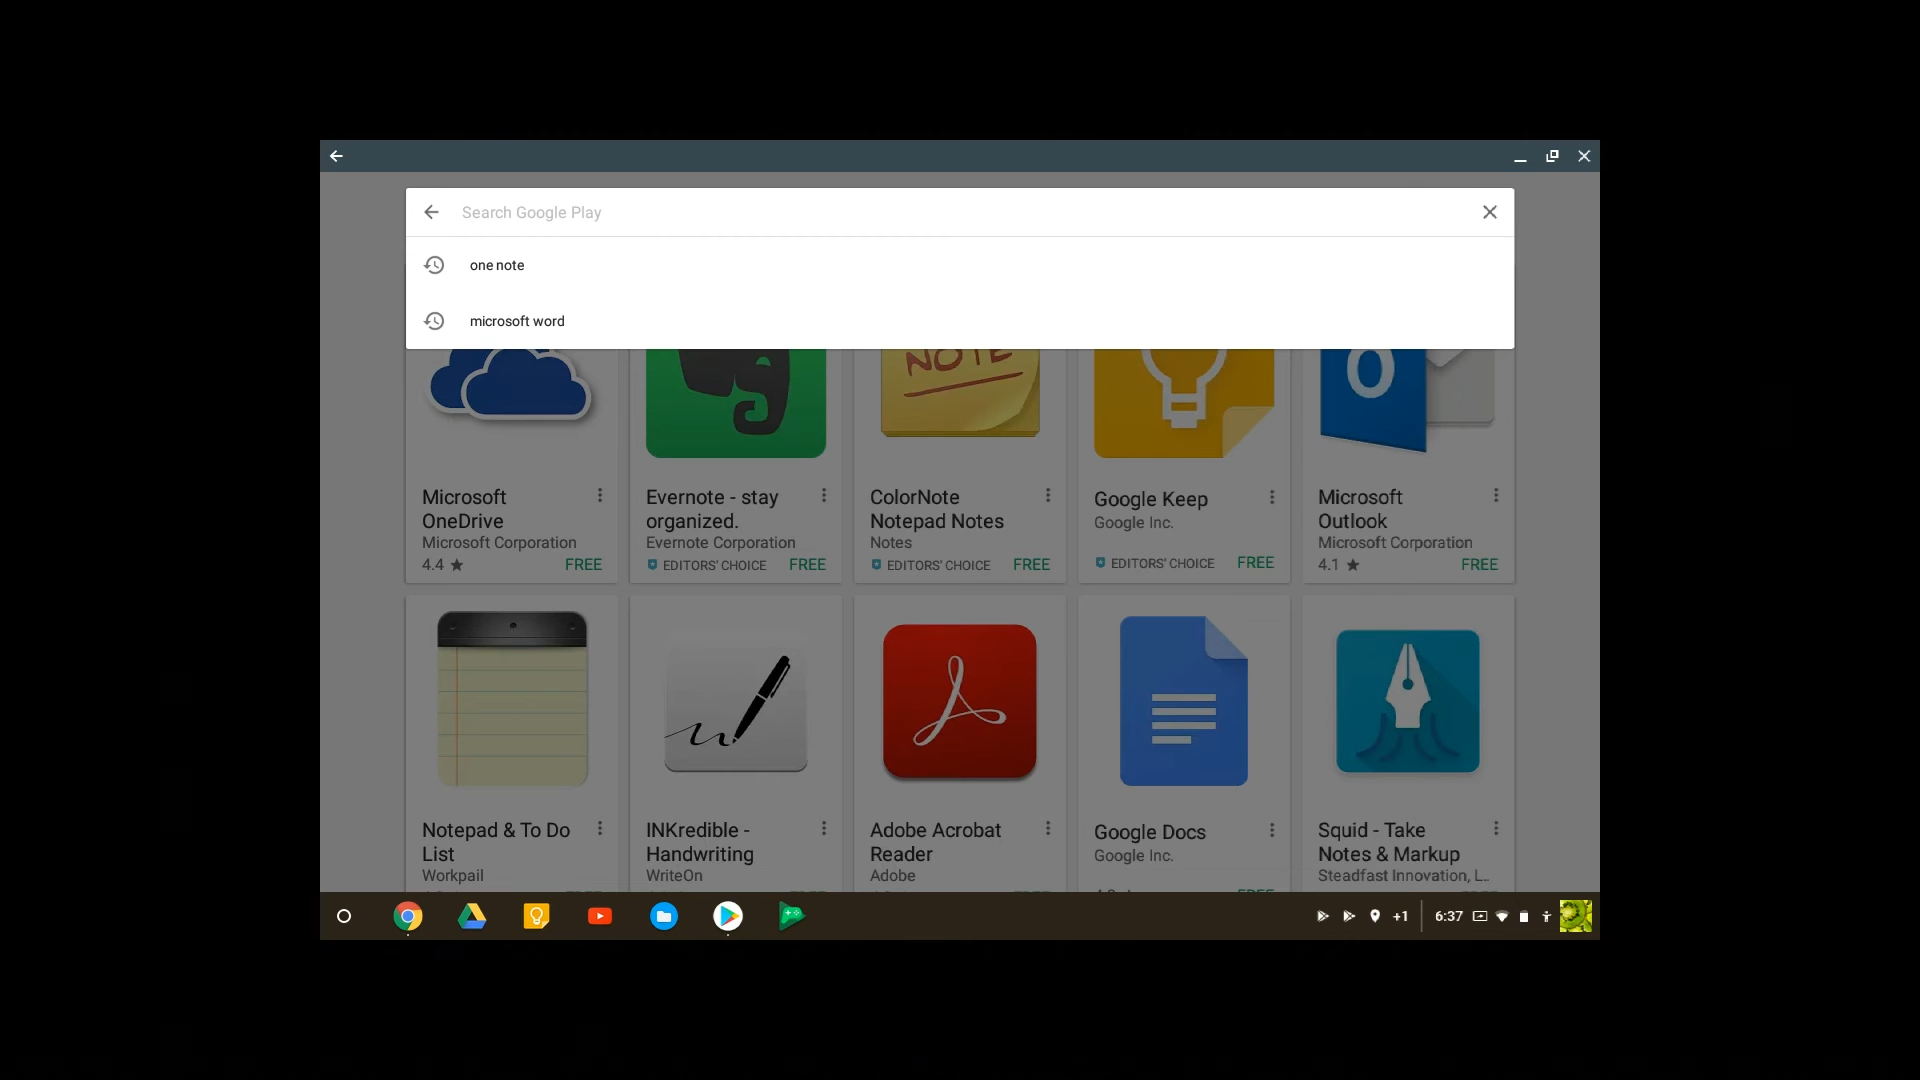 Search Google Play
one note
microsoft word
NOTE
Microsoft
OneDrive
Microsoft Corporation
4.4 FREE
Evernote - stay
organized.
Evernote Corporation
EDITORS' CHOICE FREE
ColorNote
Notepad Notes
Notes
EDITORS' CHOICE FREE
Google Keep
Google Inc.
EDITORS' CHOICE FREE
Microsoft
Outlook
Microsoft Corporation
4.1 FREE
Notepad & To Do
List
Workpail
INKredible -
Handwriting
WriteOn
Adobe Acrobat
Reader
Adobe
Google Docs
Google Inc.
FREE
Squid - Take
Notes & Markup
Steadfast Innovation, L..
+1 6:37